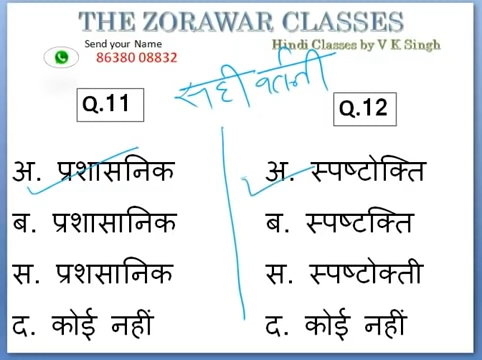 THE ZORAWAR CLASSES
Send your Name
Hindi Classes by V K Singh
86380 08832
सही वर्तनी
Q.11
Q.12
अ. प्रशासनिक
अ. स्पष्टोक्ति
ब. प्रशासानिक
ब. स्पष्टक्ति
स. प्रशसानिक
स. स्पष्टोक्ती
द. कोई नहीं
द. कोई नहीं